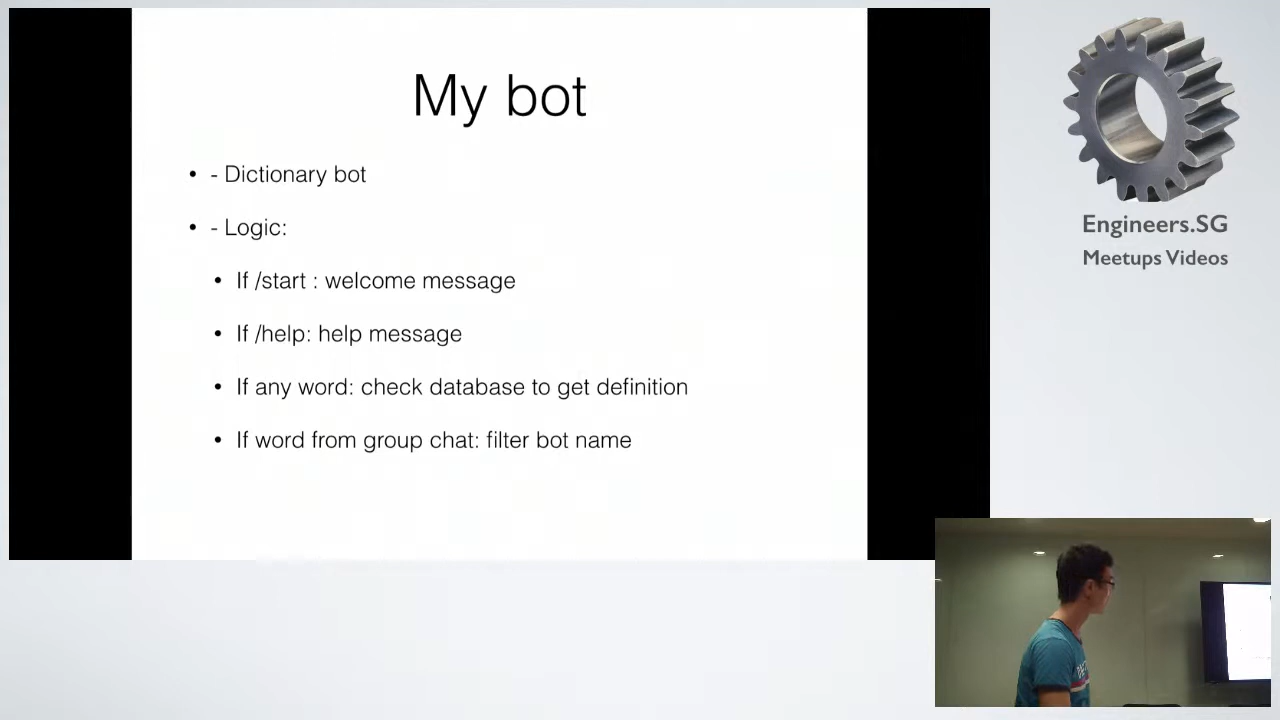 My bot
• - Dictionary bot
• - Logic:
• If /start : welcome message
• If /help: help message
• If any word: check database to get definition
• If word from group chat: filter bot name
Engineers.SG
Meetups Videos